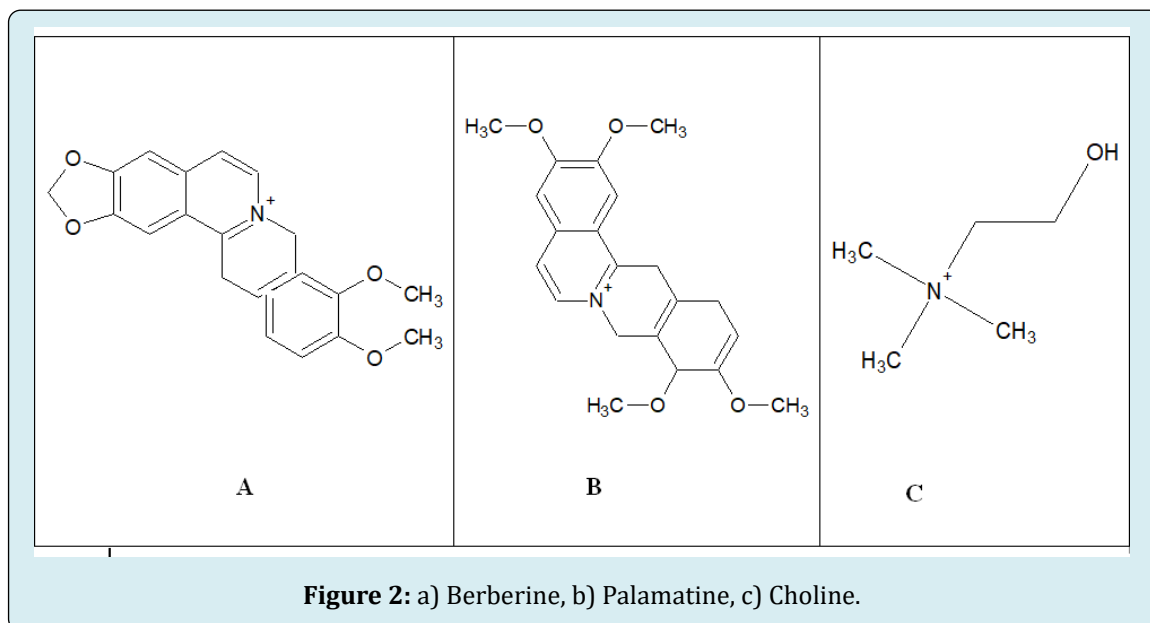 O
O
N
+
O
CH3
O
CH3
A
H3C—O
O—CH3
N
+
H3C—O
O—CH3
B
OH
H3C
N
+
CH3
H3C
C
Figure 2: a) Berberine, b) Palamatine, c) Choline.